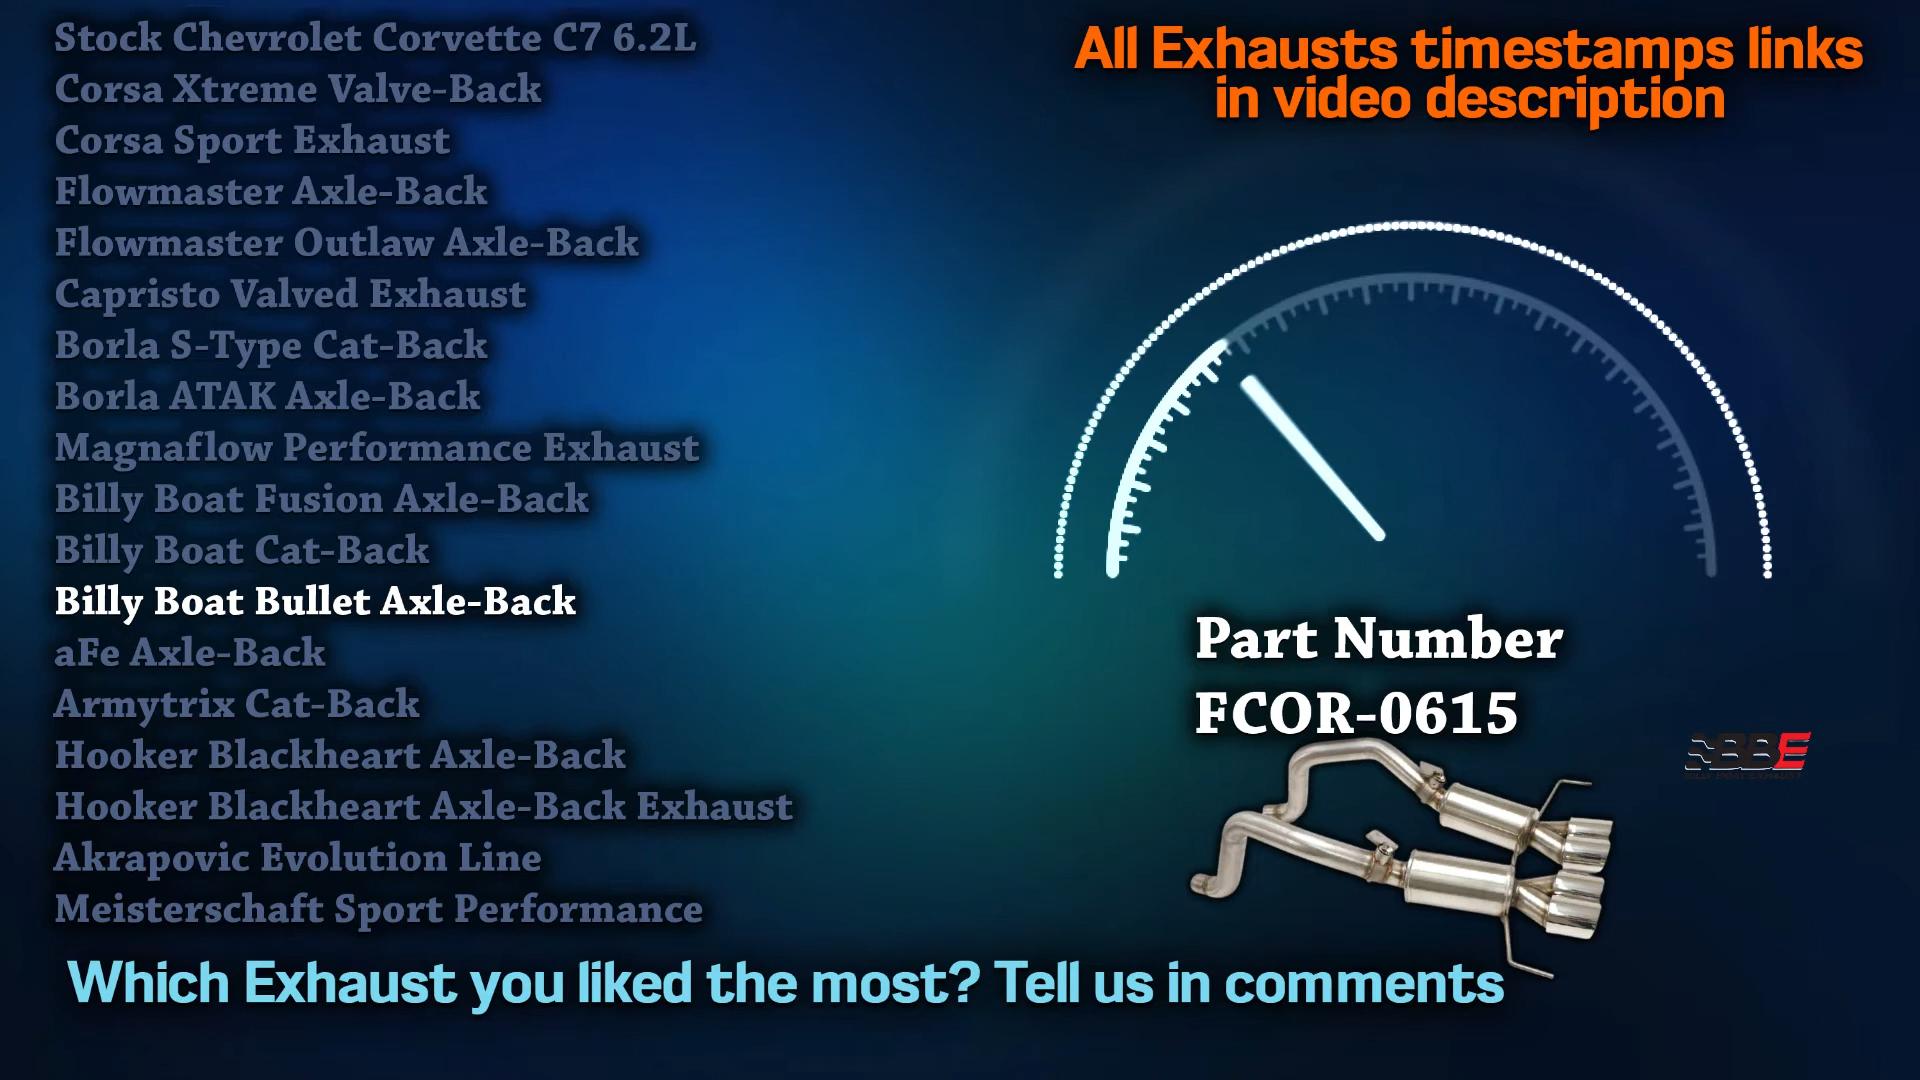 Stock Chevrolet Corvette C7 6.2L
Corsa Xtreme Valve-Back
Corsa Sport Exhaust
Flowmaster Axle-Back
Flowmaster Outlaw Axle-Back
Capristo Valved Exhaust
Borla S-Type Cat-Back
Borla ATAK Axle-Back
Magnaflow Performance Exhaust
Billy Boat Fusion Axle-Back
Billy Boat Cat-Back
Billy Boat Bullet Axle-Back
aFe Axle-Back
Armytrix Cat-Back
Hooker Blackheart Axle-Back
Hooker Blackheart Axle-Back Exhaust
Akrapovic Evolution Line
Meisterschaft Sport Performance
All Exhausts timestamps links
in video description
Part Number
FCOR-0615
BBE
BILLY BOAT EXHAUST
Which Exhaust you liked the most? Tell us in comments